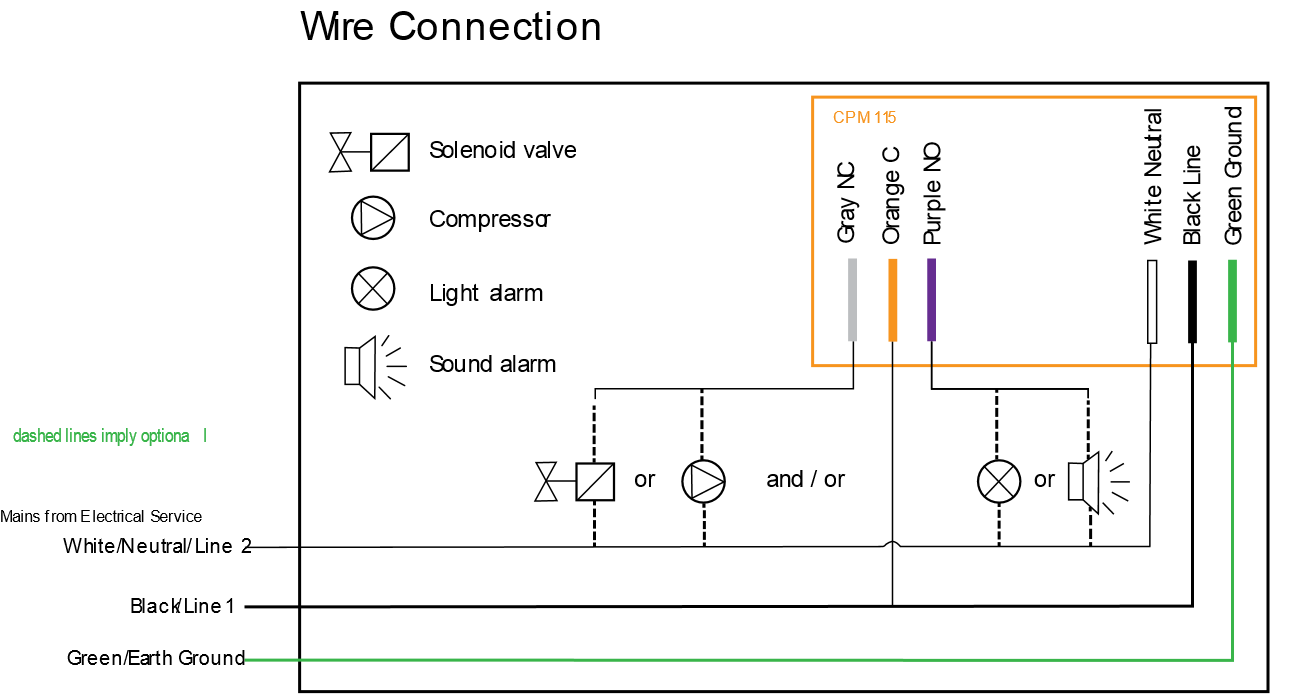 Wire Connection
CPM 115
Gray NC
Orange C
Purple NO
White Neutral
Black Line
Green Ground
Solenoid valve
Compressor
Light alarm
Sound alarm
dashed lines imply optiona l
or
and / or
or
Mains from Electrical Service
White/Neutral/Line 2
Black/Line 1
Green/Earth Ground